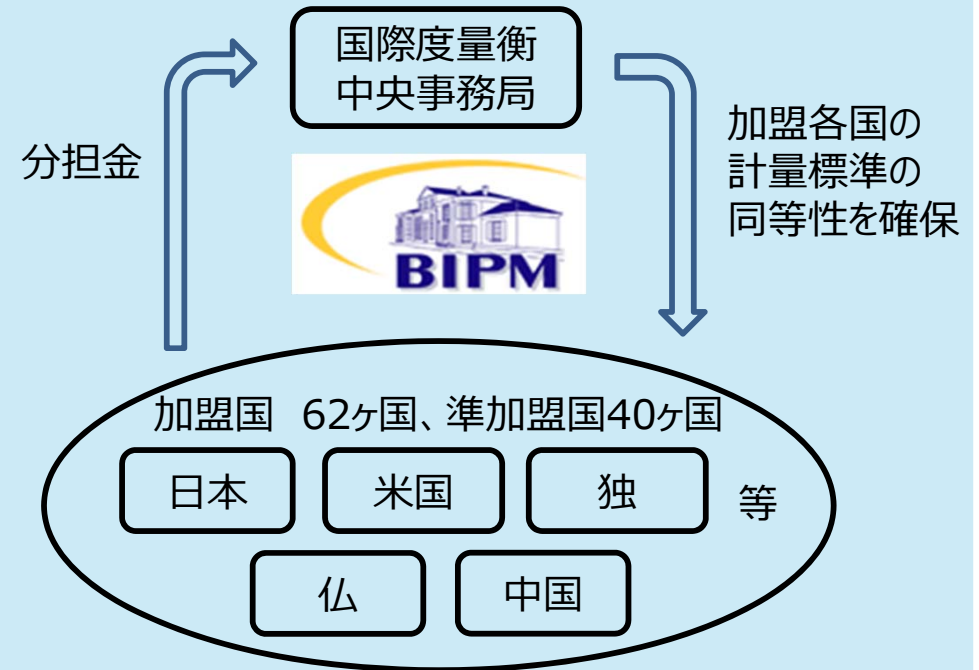 国際度量衡
中央事務局
分担金
加盟各国の
計量標準の
同等性を確保
BIPM
加盟国 62ヶ国、準加盟国40ヶ国
日本
米国
独
等
仏
中国